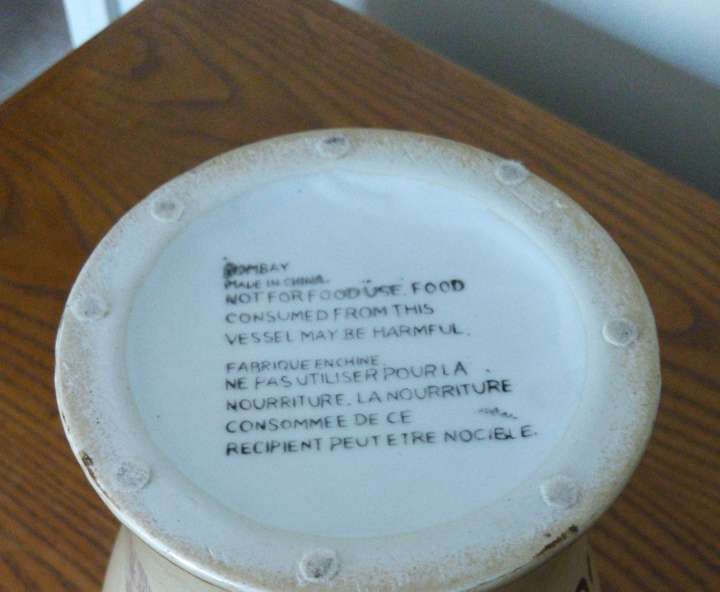 BOMBAY
MADE IN CHINA.
NOT FOR FOOD USE. FOOD
CONSUMED FROM THIS
VESSEL MAY BE HARMFUL.
FABRIQUE EN CHINE.
NE PAS UTILISER POUR LA
NOURRITURE. LA NOURRITURE
CONSOMMEE DE CE
RECIPIENT PEUT ETRE NOCIBLE.